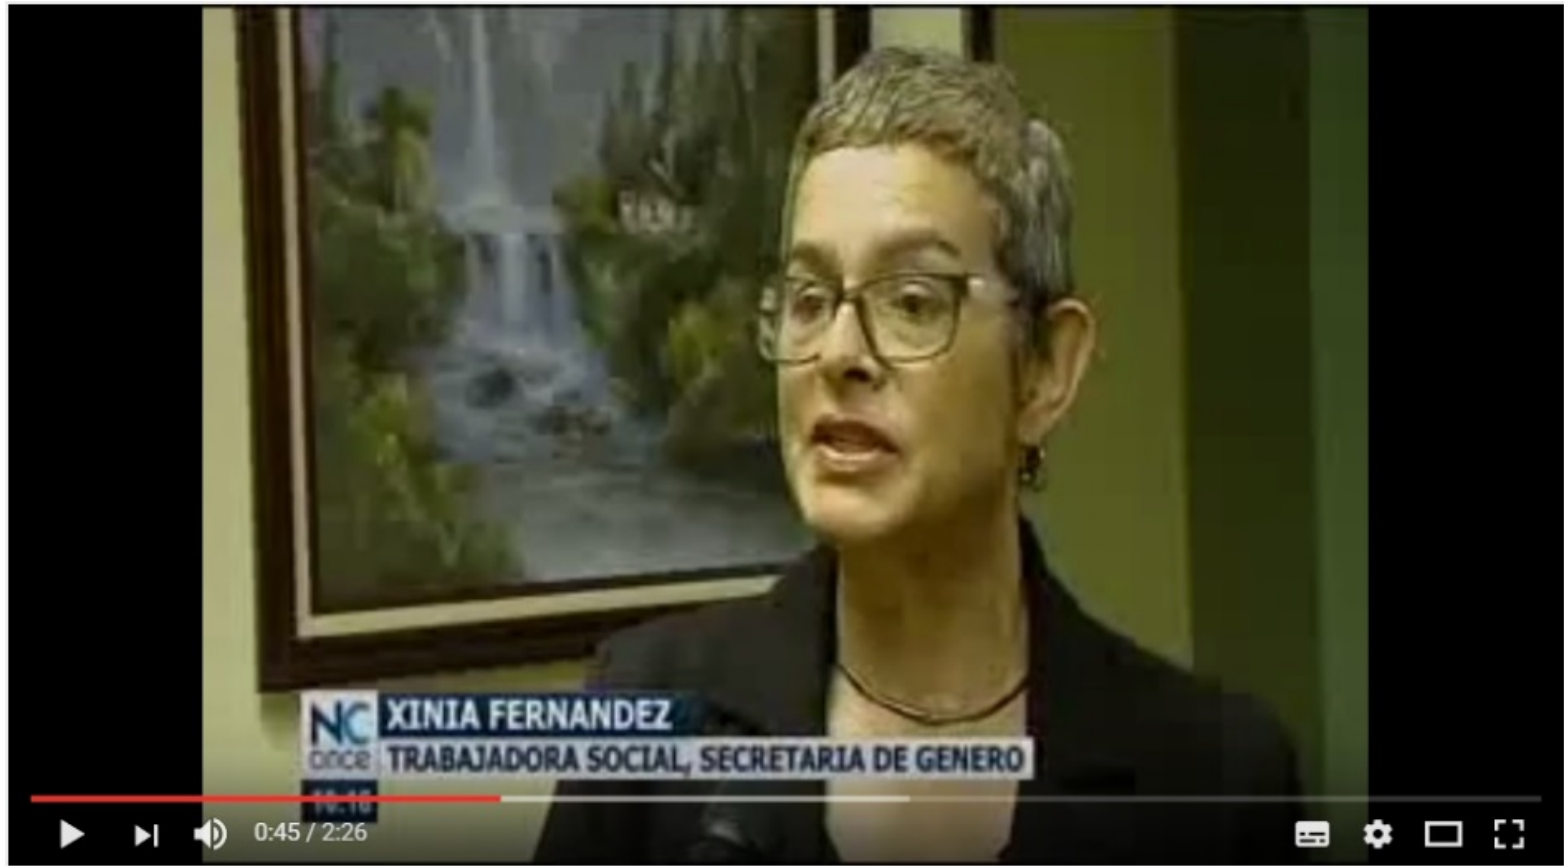 NC
once
XINIA FERNANDEZ
TRABAJADORA SOCIAL, SECRETARIA DE GENERO
0:45 / 2:26